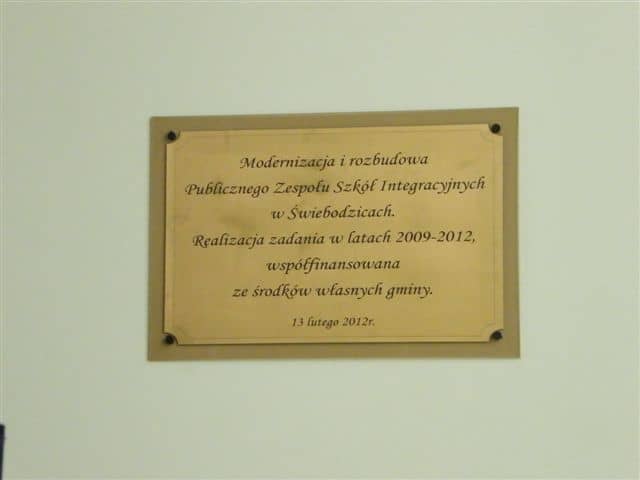 Modernizacja i rozbudowa
Publicznego Zespołu Szkół Integracyjnych
w Świebodzicach.
Realizacja zadania w latach 2009-2012,
współfinansowana
ze środków własnych gminy.
13 lutego 2012r.